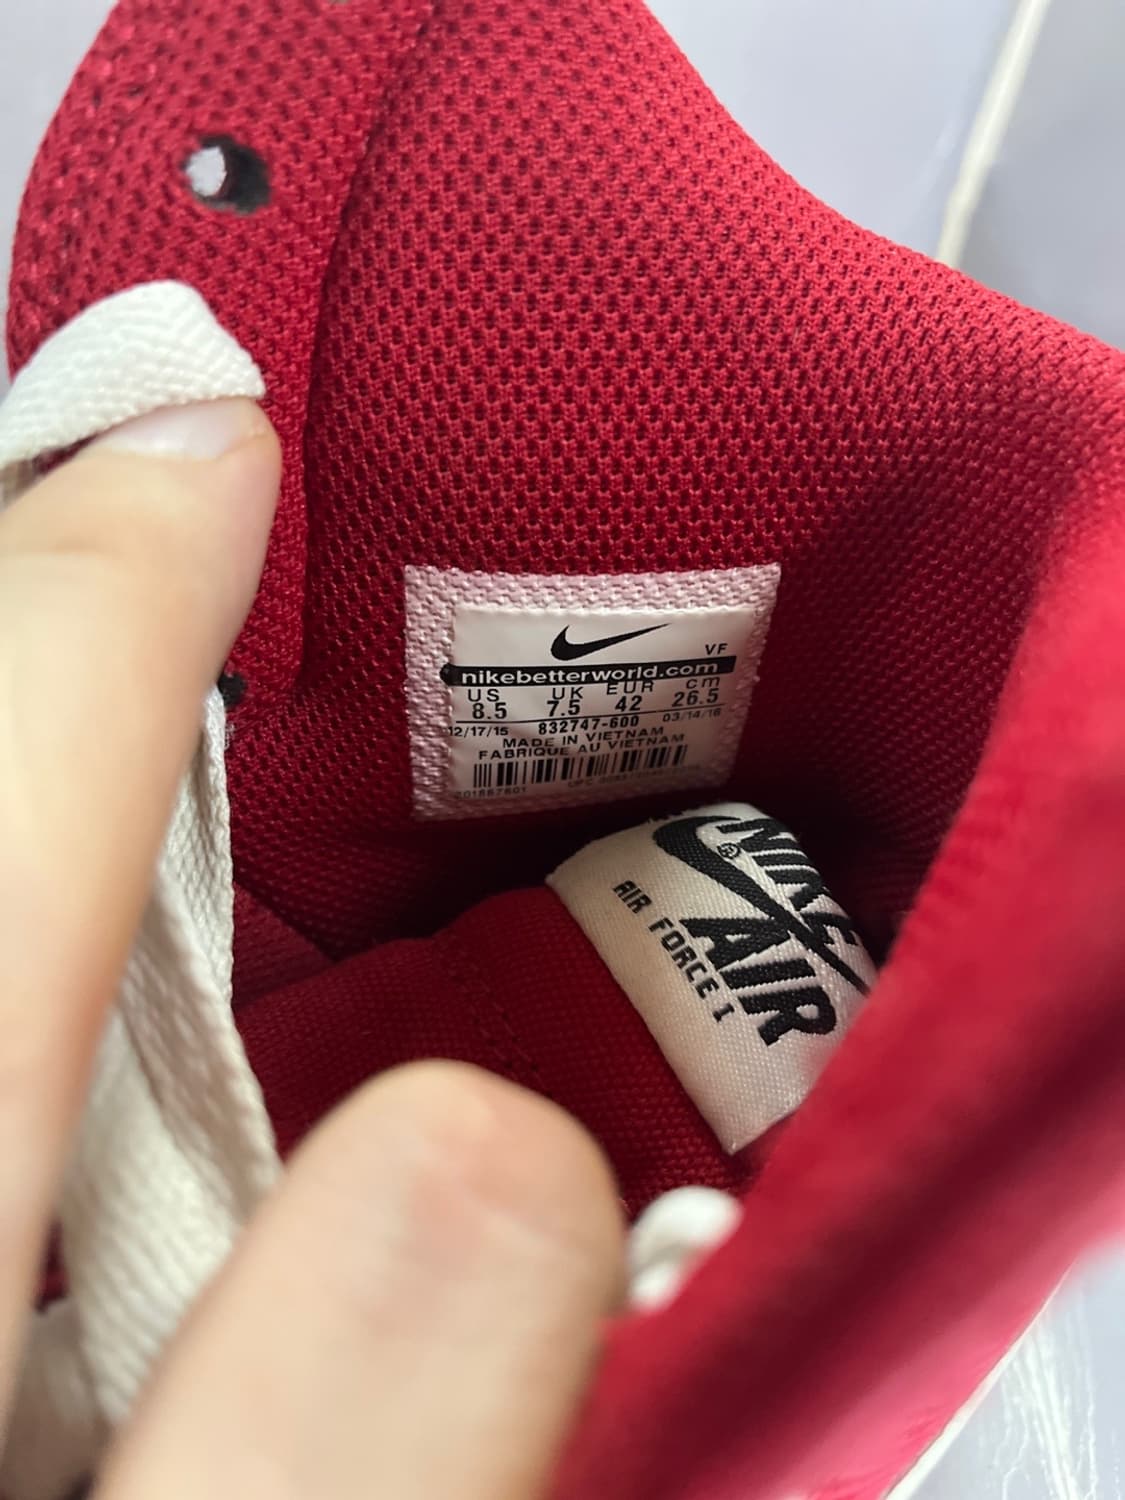 VF
nikebetterworld.com
US UK EUR cm
8.5 7.5 42 26.5
12/17/15 832747-600 03/14/16
MADE IN VIETNAM
FABRIQUE AU VIETNAM
NIKE
®
AIR
AIR FORCE 1